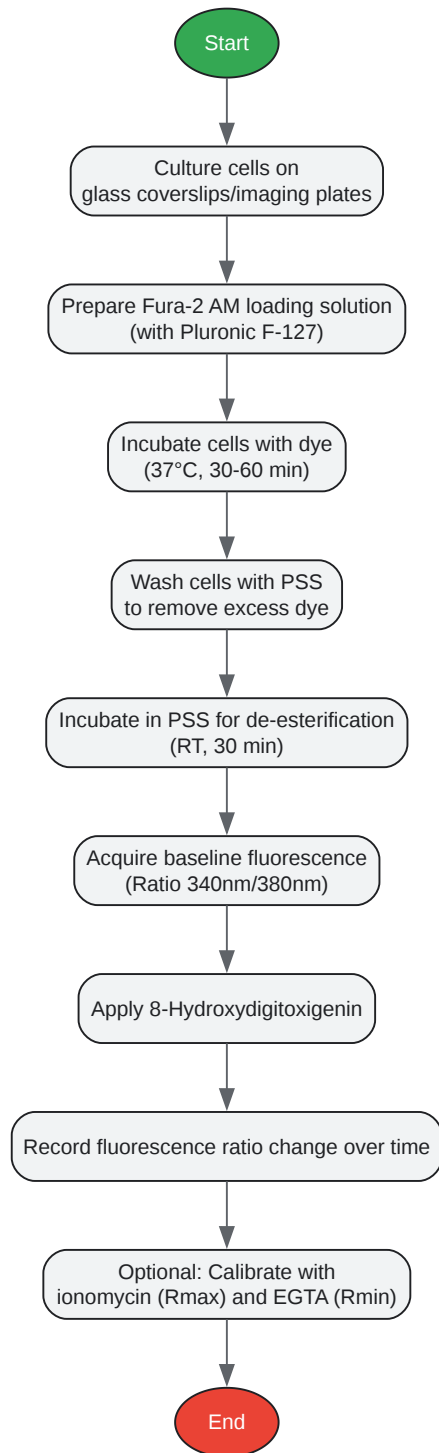 Start
Culture cells on
glass coverslips/imaging plates
Prepare Fura-2 AM loading solution
(with Pluronic F-127)
Incubate cells with dye
(37°C, 30-60 min)
Wash cells with PSS
to remove excess dye
Incubate in PSS for de-esterification
(RT, 30 min)
Acquire baseline fluorescence
(Ratio 340nm/380nm)
Apply 8-Hydroxydigitoxigenin
Record fluorescence ratio change over time
Optional: Calibrate with
ionomycin (Rmax) and EGTA (Rmin)
End